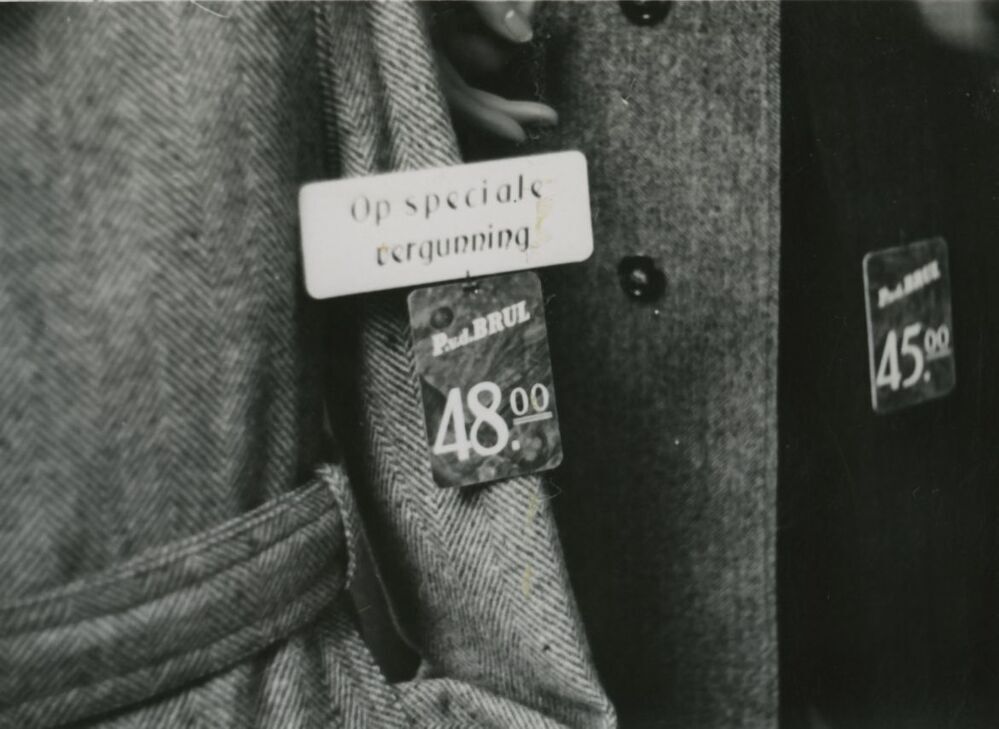 Op speciale
vergunning
P.v.d.BRUL
48.00
P.v.d.BRUL
45.00